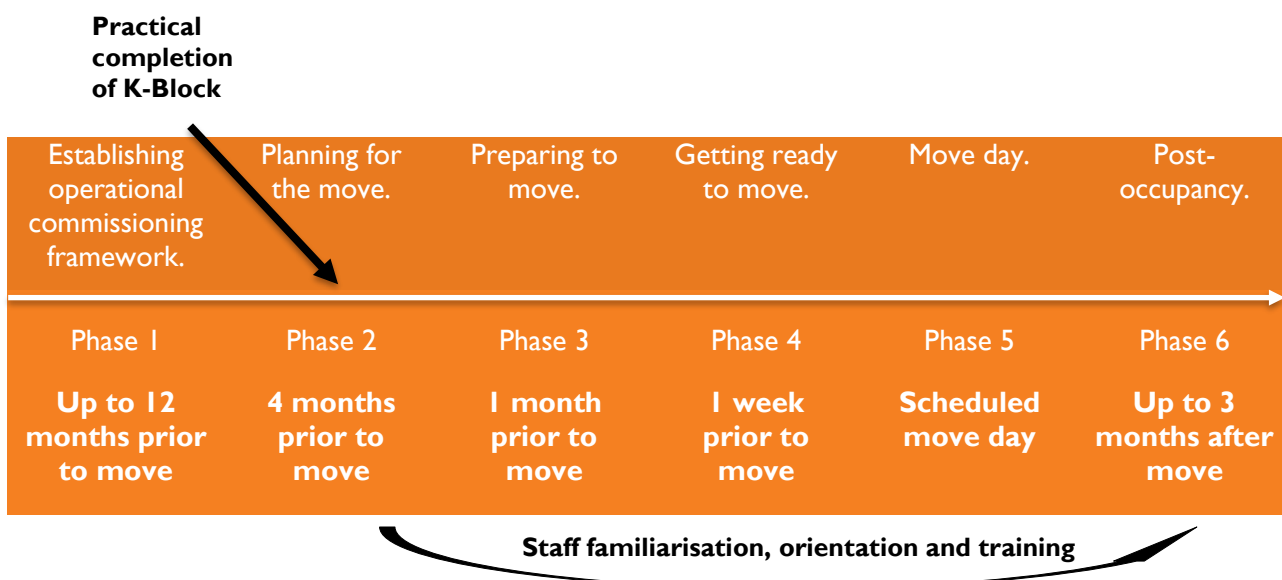 Practical
completion
of K-Block
Establishing
operational
commissioning
framework.
Planning for
the move.
Preparing to
move.
Getting ready
to move.
Move day.
Post-
occupancy.
Phase 1
Phase 2
Phase 3
Phase 4
Phase 5
Phase 6
Up to 12
months prior
to move
4 months
prior to
move
1 month
prior to
move
1 week
prior to
move
Scheduled
move day
Up to 3
months after
move
Staff familiarisation, orientation and training